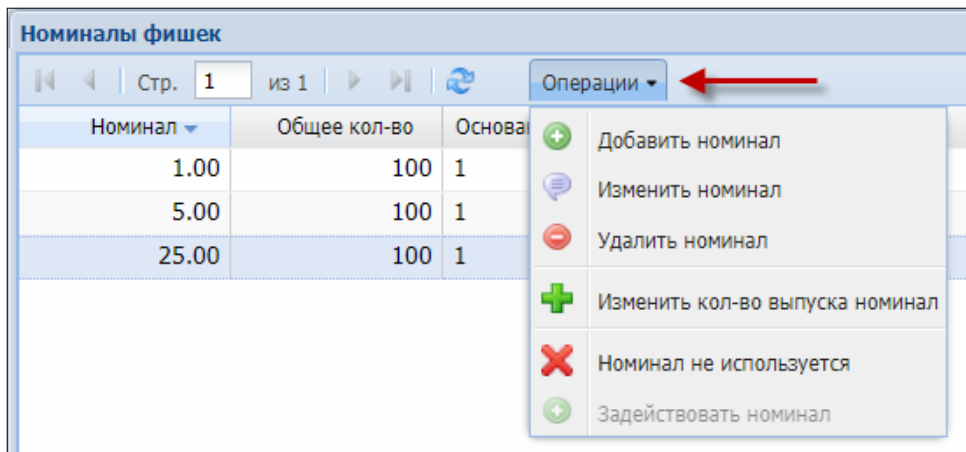 Номиналы фишек
Стр. 1 из 1 Операции
Номинал Общее кол-во
1.00 100 1
5.00 100 1
25.00 100 1
Добавить номинал
Изменить номинал
Удалить номинал
Изменить кол-во выпуска номинал
Номинал не используется
Задействовать номинал